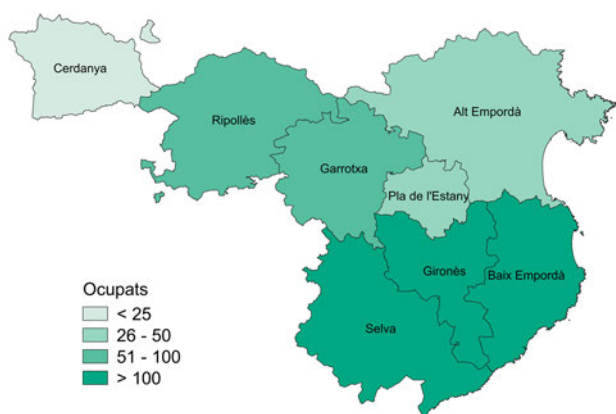 Cerdanya
Ripollès
Alt Empordà
Garrotxa
Pla de l'Estany
Gironès
Baix Empordà
Selva
Ocupats
< 25
26 - 50
51 - 100
> 100